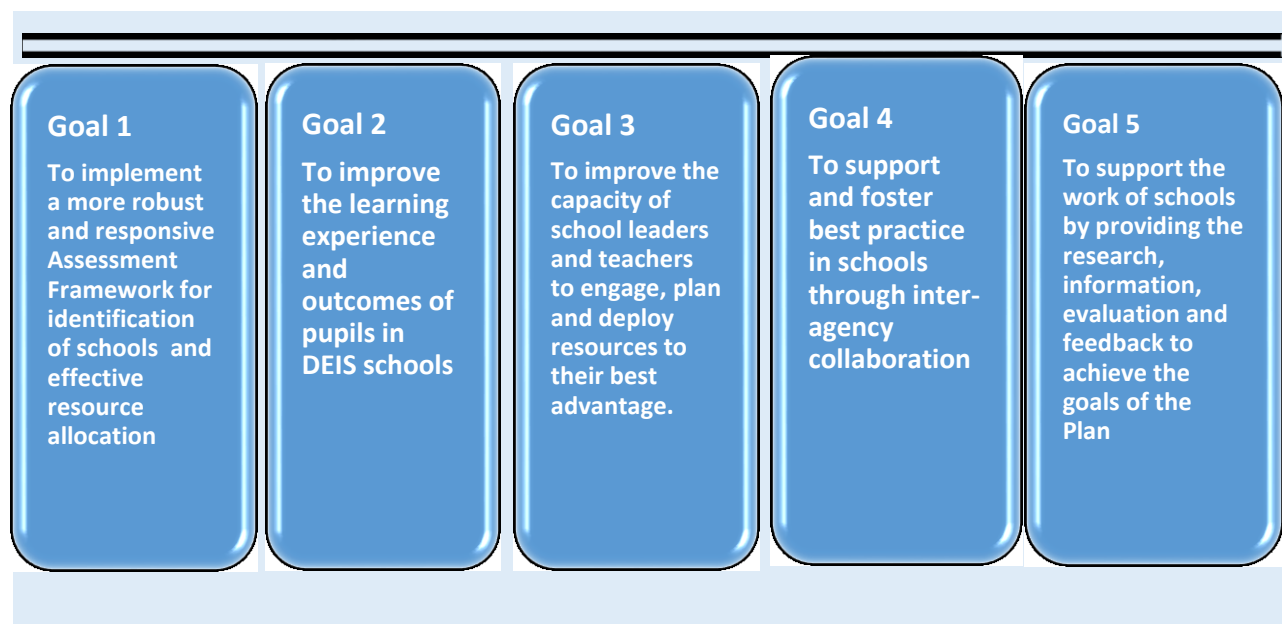 Goal 1
To implement
a more robust
and responsive
Assessment
Framework for
identification
of schools  and
effective
resource
allocation
Goal 2
To improve
the learning
experience
and
outcomes of
pupils in
DEIS schools
Goal 3
To improve the
capacity of
school leaders
and teachers
to engage, plan
and deploy
resources to
their best
advantage.
Goal 4
To support
and foster
best practice
in schools
through inter-
agency
collaboration
Goal 5
To support the
work of schools
by providing the
research,
information,
evaluation and
feedback to
achieve the
goals of the
Plan